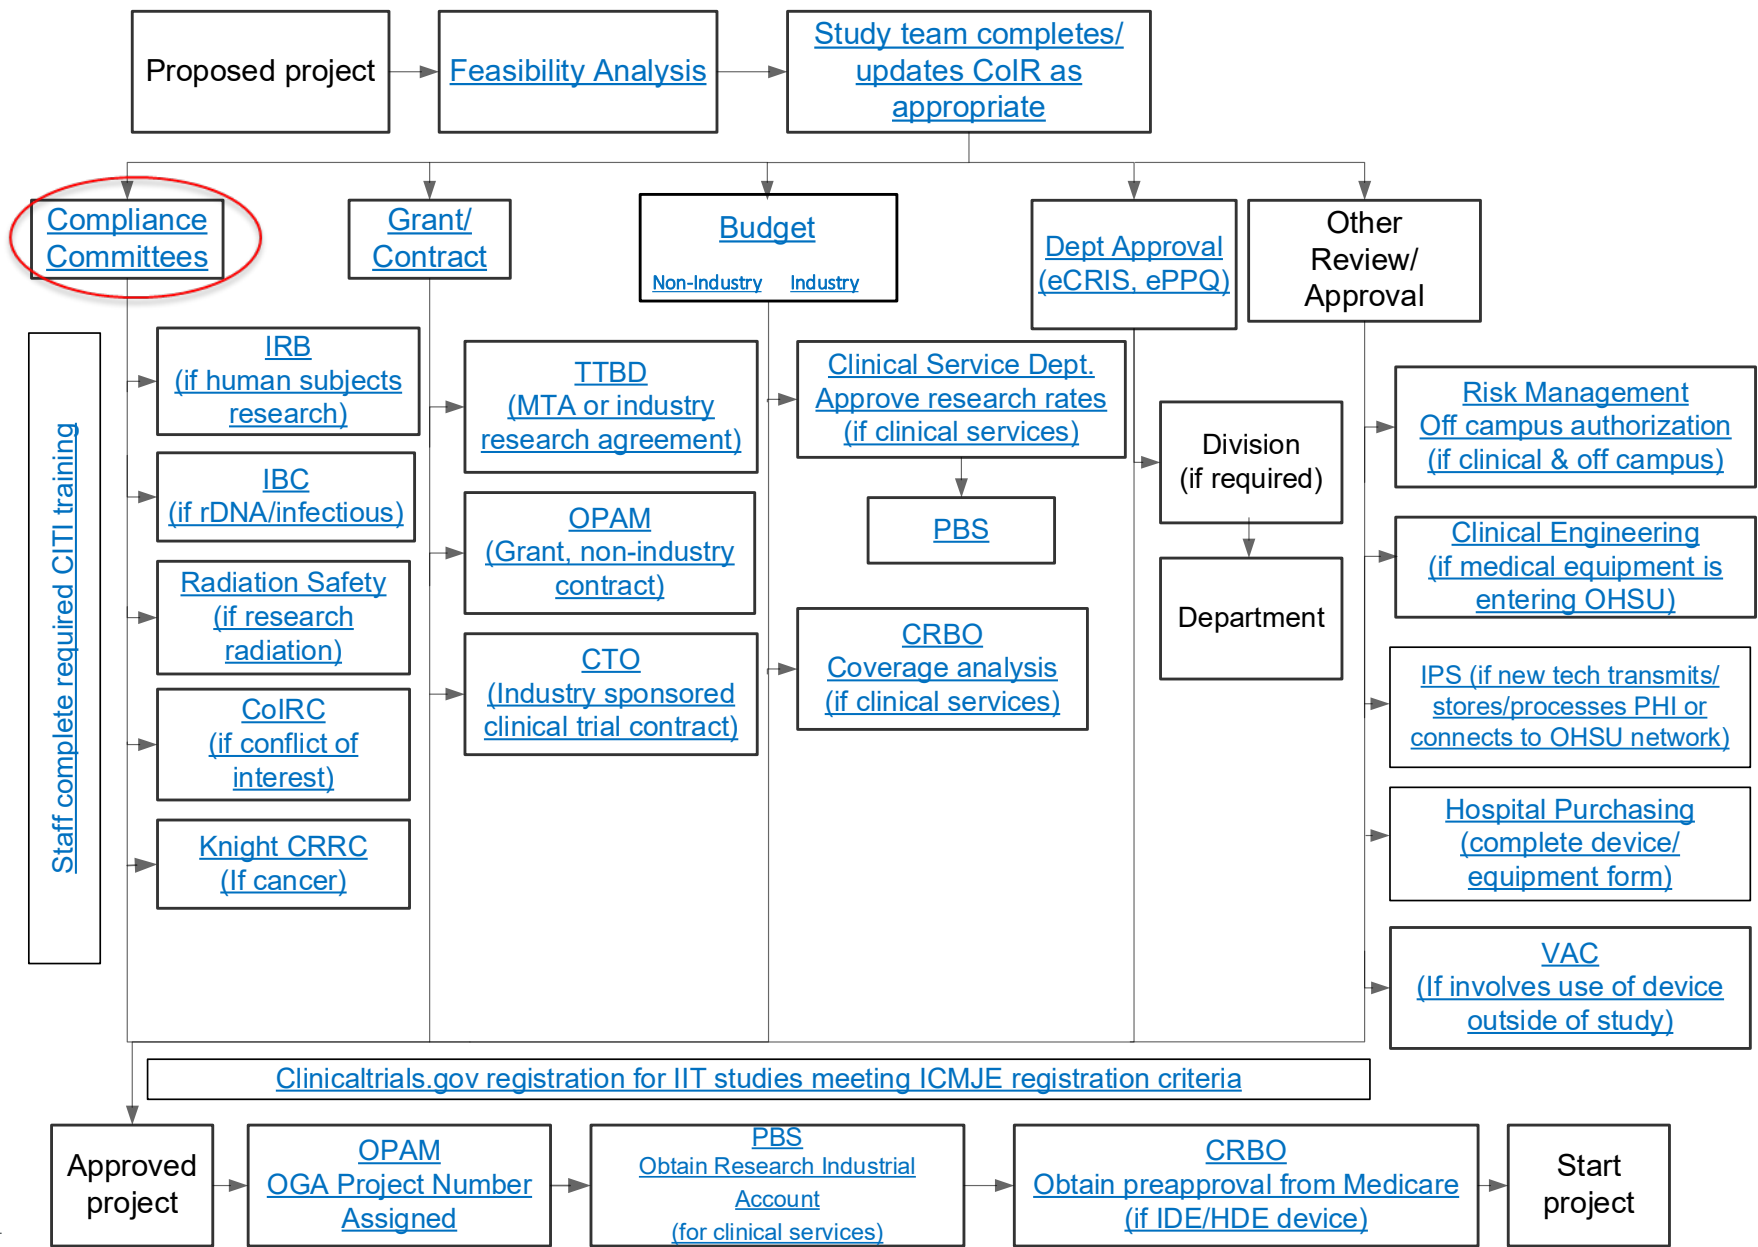 Proposed project
Feasibility Analysis
Study team completes/
updates CoIR as
appropriate
Compliance
Committees
Grant/
Contract
Budget
Non-Industry Industry
Dept Approval
(eCRIS, ePPQ)
Other
Review/
Approval
Staff complete required CITI training
IRB
(if human subjects
research)
IBC
(if rDNA/infectious)
Radiation Safety
(if research
radiation)
CoIRC
(if conflict of
interest)
Knight CRRC
(If cancer)
TTBD
(MTA or industry
research agreement)
OPAM
(Grant, non-industry
contract)
CTO
(Industry sponsored
clinical trial contract)
Clinical Service Dept.
Approve research rates
(if clinical services)
PBS
CRBO
Coverage analysis
(if clinical services)
Division
(if required)
Department
Risk Management
Off campus authorization
(if clinical & off campus)
Clinical Engineering
(if medical equipment is
entering OHSU)
IPS (if new tech transmits/
stores/processes PHI or
connects to OHSU network)
Hospital Purchasing
(complete device/
equipment form)
VAC
(If involves use of device
outside of study)
Clinicaltrials.gov registration for IIT studies meeting ICMJE registration criteria
Approved
project
OPAM
OGA Project Number
Assigned
PBS
Obtain Research Industrial
Account
(for clinical services)
CRBO
Obtain preapproval from Medicare
(if IDE/HDE device)
Start
project